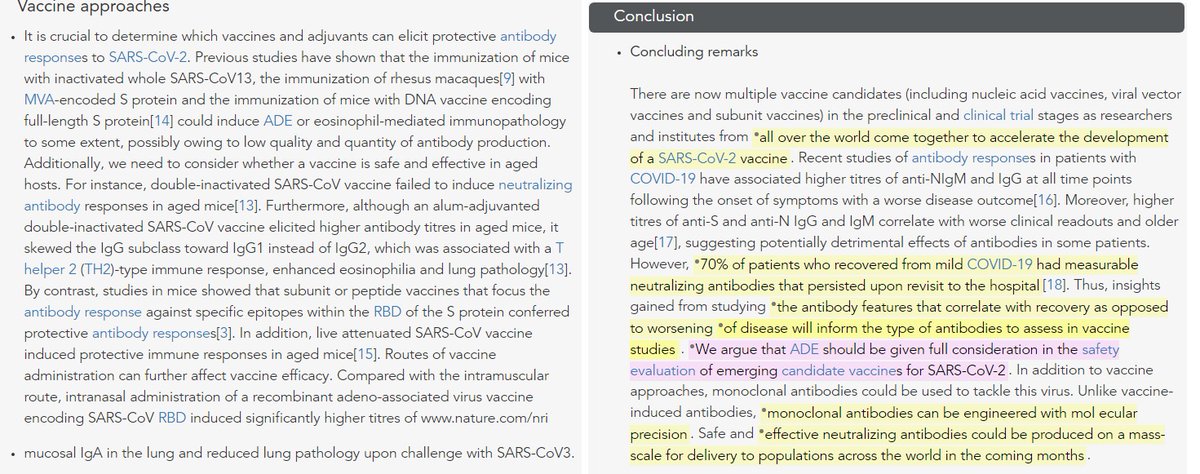 Vaccine approaches
• It is crucial to determine which vaccines and adjuvants can elicit protective antibody
responses to SARS-CoV-2. Previous studies have shown that the immunization of mice
with inactivated whole SARS-CoV13, the immunization of rhesus macaques[9] with
MVA-encoded S protein and the immunization of mice with DNA vaccine encoding
full-length S protein[14] could induce ADE or eosinophil-mediated immunopathology
to some extent, possibly owing to low quality and quantity of antibody production.
Additionally, we need to consider whether a vaccine is safe and effective in aged
hosts. For instance, double-inactivated SARS-CoV vaccine failed to induce neutralizing
antibody responses in aged mice[13]. Furthermore, although an alum-adjuvanted
double-inactivated SARS-CoV vaccine elicited higher antibody titres in aged mice, it
skewed the IgG subclass toward IgG1 instead of IgG2, which was associated with a T
helper 2 (TH2)-type immune response, enhanced eosinophilia and lung pathology[13].
By contrast, studies in mice showed that subunit or peptide vaccines that focus the
antibody response against specific epitopes within the RBD of the S protein conferred
protective antibody responses[3]. In addition, live attenuated SARS-CoV vaccine
induced protective immune responses in aged mice[15]. Routes of vaccine
administration can further affect vaccine efficacy. Compared with the intramuscular
route, intranasal administration of a recombinant adeno-associated virus vaccine
encoding SARS-CoV RBD induced significantly higher titres of www.nature.com/nri
• mucosal IgA in the lung and reduced lung pathology upon challenge with SARS-CoV3.
Conclusion
• Concluding remarks
There are now multiple vaccine candidates (including nucleic acid vaccines, viral vector
vaccines and subunit vaccines) in the preclinical and clinical trial stages as researchers
and institutes from *all over the world come together to accelerate the development
of a SARS-CoV-2 vaccine. Recent studies of antibody responses in patients with
COVID-19 have associated higher titres of anti-NIgM and IgG at all time points
following the onset of symptoms with a worse disease outcome[16]. Moreover, higher
titres of anti-S and anti-N IgG and IgM correlate with worse clinical readouts and older
age[17], suggesting potentially detrimental effects of antibodies in some patients.
However, *70% of patients who recovered from mild COVID-19 had measurable
neutralizing antibodies that persisted upon revisit to the hospital [18]. Thus, insights
gained from studying *the antibody features that correlate with recovery as opposed
to worsening *of disease will inform the type of antibodies to assess in vaccine
studies. *We argue that ADE should be given full consideration in the safety
evaluation of emerging candidate vaccines for SARS-CoV-2. In addition to vaccine
approaches, monoclonal antibodies could be used to tackle this virus. Unlike vaccine-
induced antibodies, *monoclonal antibodies can be engineered with mol ecular
precision. Safe and *effective neutralizing antibodies could be produced on a mass-
scale for delivery to populations across the world in the coming months.